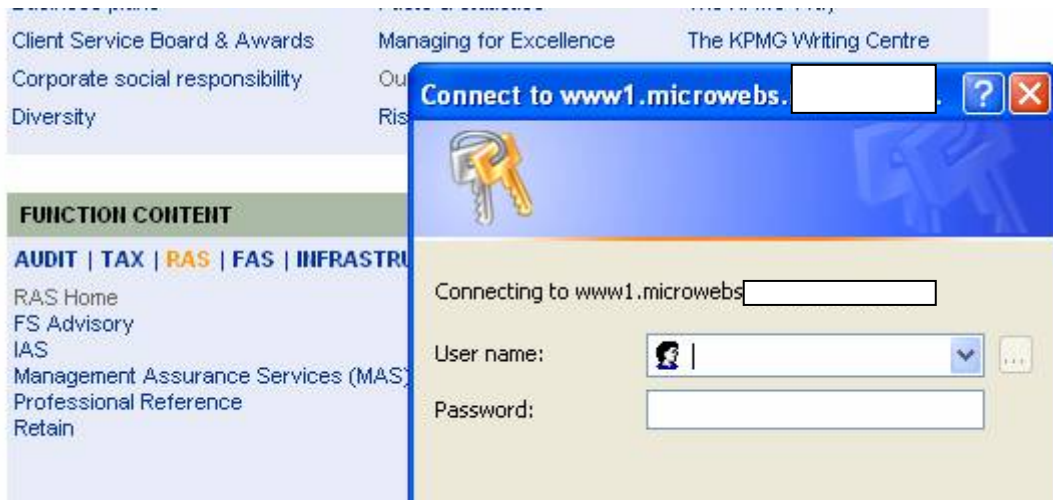 Client Service Board & Awards Managing for Excellence The KPMG Writing Centre
Corporate social responsibility Ou
Diversity Ris
Connect to www1.microwebs. . ?
FUNCTION CONTENT
AUDIT | TAX | RAS | FAS | INFRASTRU
RAS Home
FS Advisory
IAS
Management Assurance Services (MAS)
Professional Reference
Retain
Connecting to www1.microwebs
User name:
...
Password: